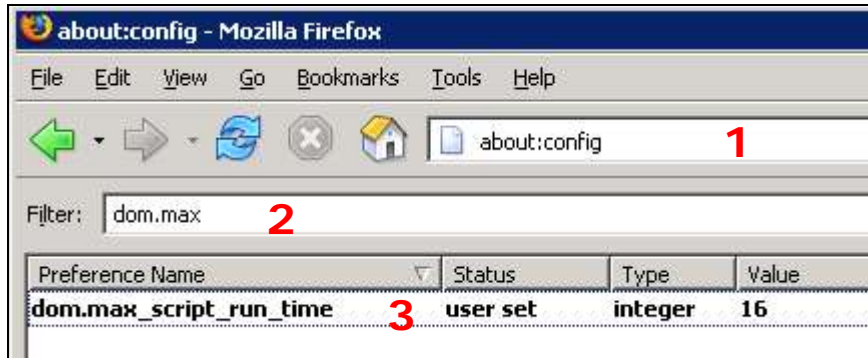 about:config - Mozilla Firefox
File Edit View Go Bookmarks Tools Help
about:config 1
Filter: dom.max 2
Preference Name Status Type Value
dom.max_script_run_time 3 user set integer 16